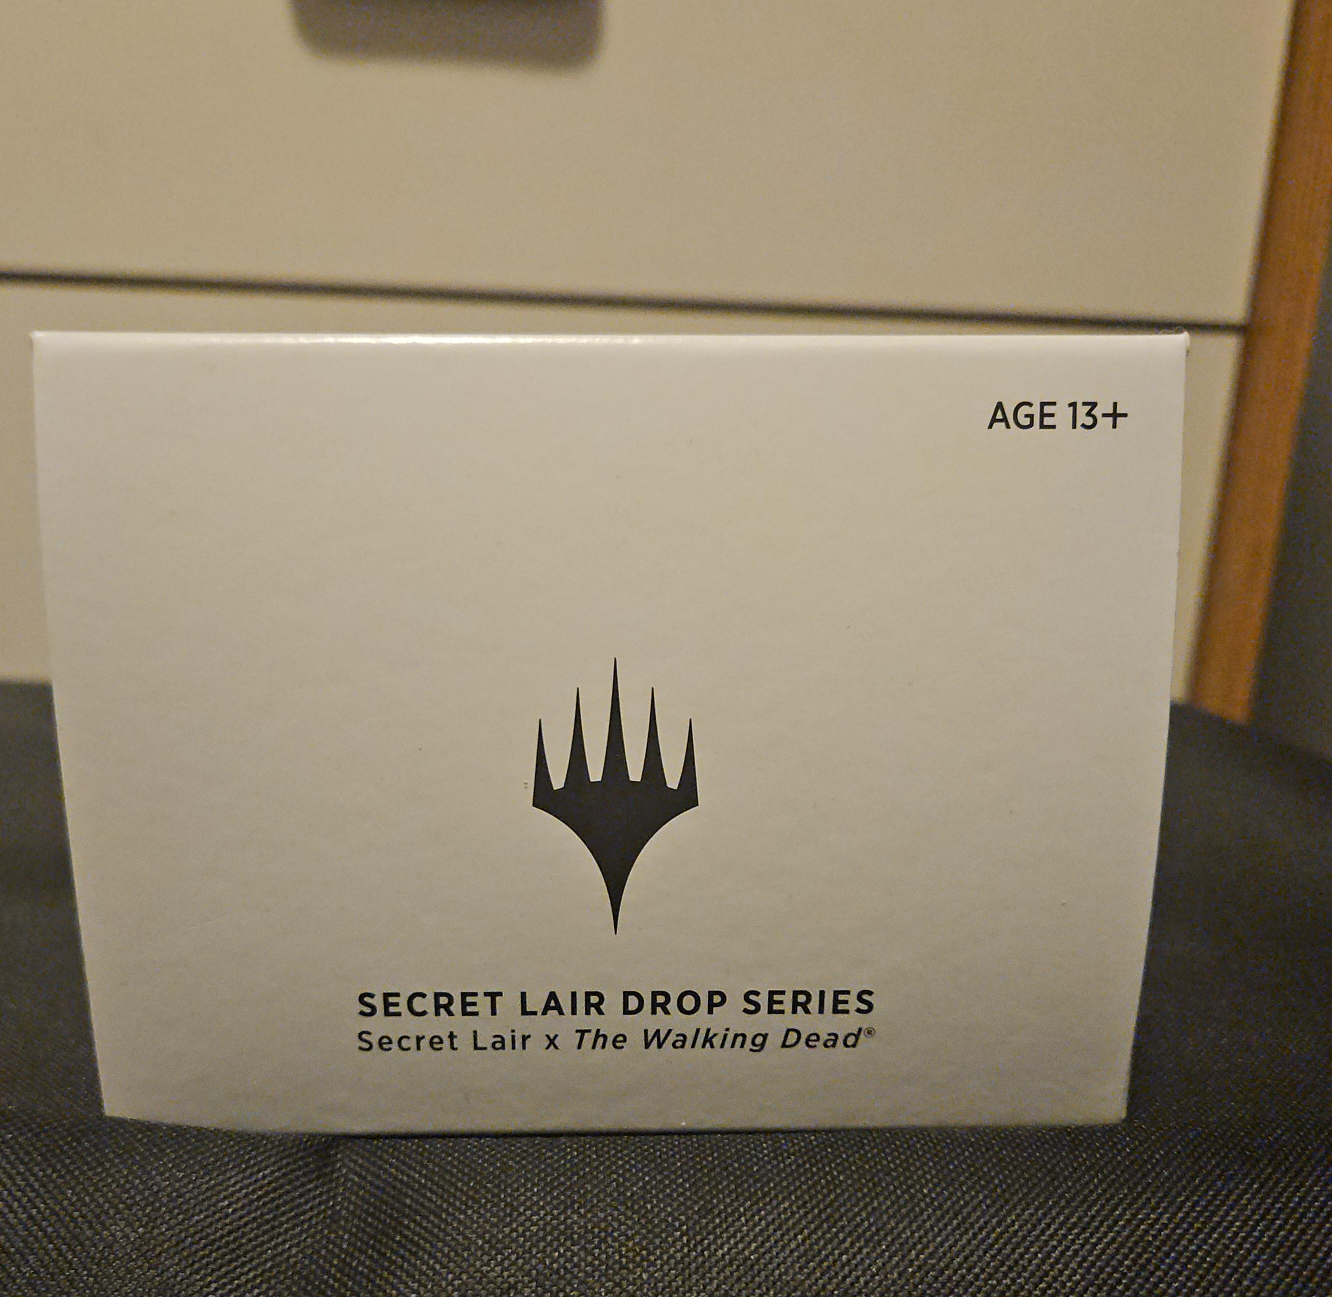 AGE 13+
SECRET LAIR DROP SERIES
Secret Lair x The Walking Dead®